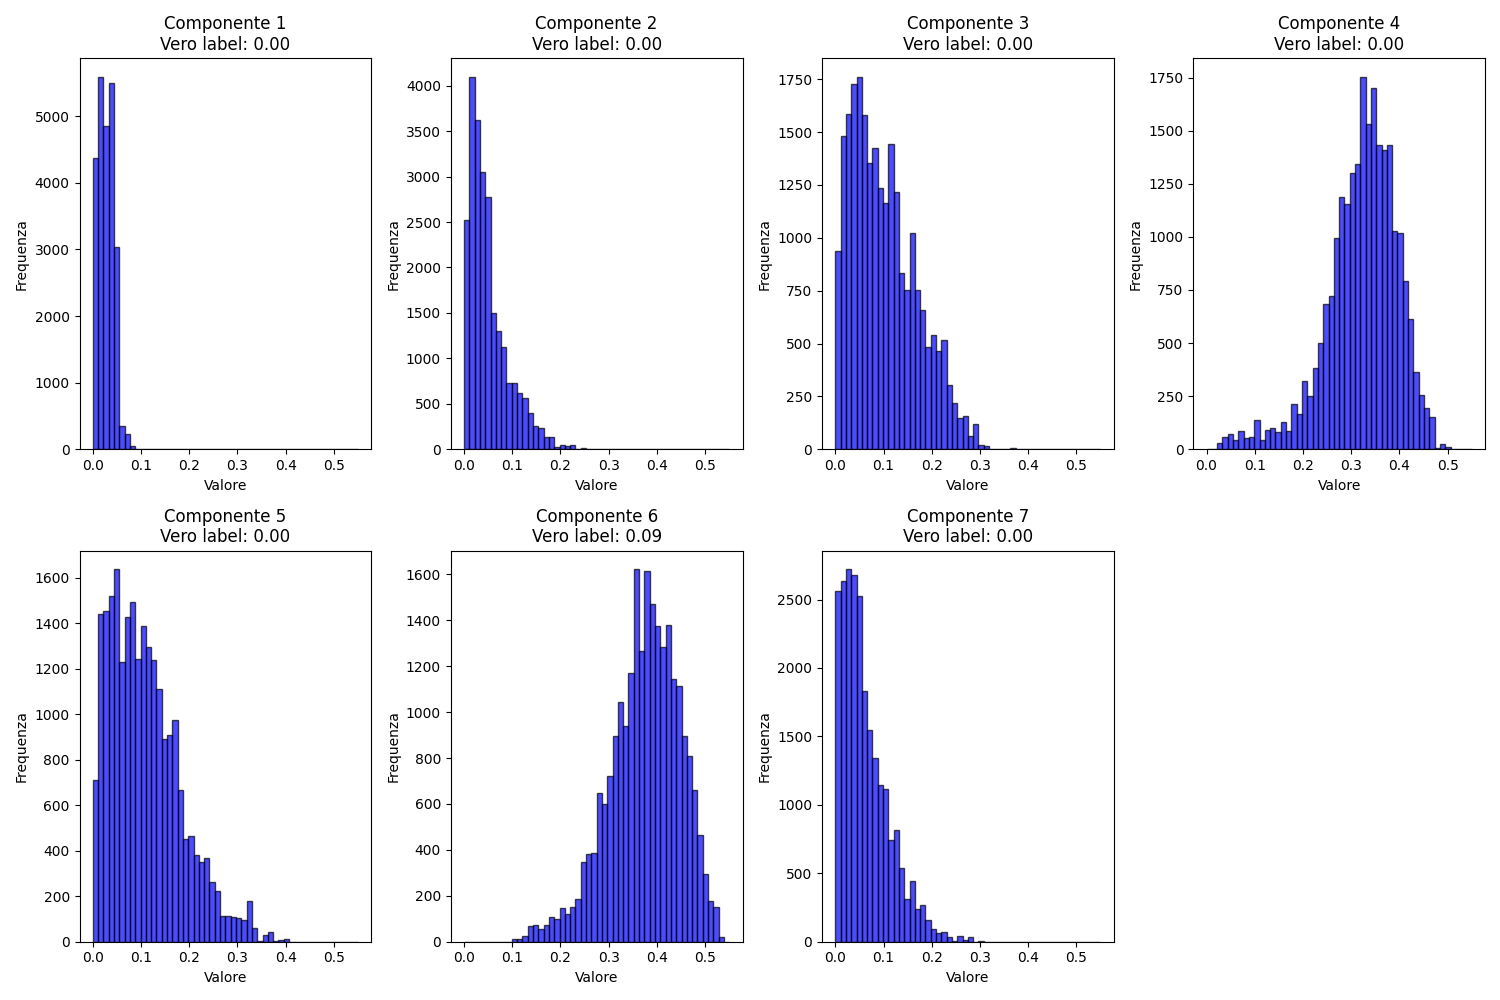 Componente 1
Vero label: 0.00
Frequenza
5000
4000
3000
2000
1000
0
0.0 0.1 0.2 0.3 0.4 0.5
Valore
Componente 2
Vero label: 0.00
Frequenza
4000
3500
3000
2500
2000
1500
1000
500
0
0.0 0.1 0.2 0.3 0.4 0.5
Valore
Componente 3
Vero label: 0.00
Frequenza
1750
1500
1250
1000
750
500
250
0
0.0 0.1 0.2 0.3 0.4 0.5
Valore
Componente 4
Vero label: 0.00
Frequenza
1750
1500
1250
1000
750
500
250
0
0.0 0.1 0.2 0.3 0.4 0.5
Valore
Componente 5
Vero label: 0.00
Frequenza
1600
1400
1200
1000
800
600
400
200
0
0.0 0.1 0.2 0.3 0.4 0.5
Valore
Componente 6
Vero label: 0.09
Frequenza
1600
1400
1200
1000
800
600
400
200
0
0.0 0.1 0.2 0.3 0.4 0.5
Valore
Componente 7
Vero label: 0.00
Frequenza
2500
2000
1500
1000
500
0
0.0 0.1 0.2 0.3 0.4 0.5
Valore